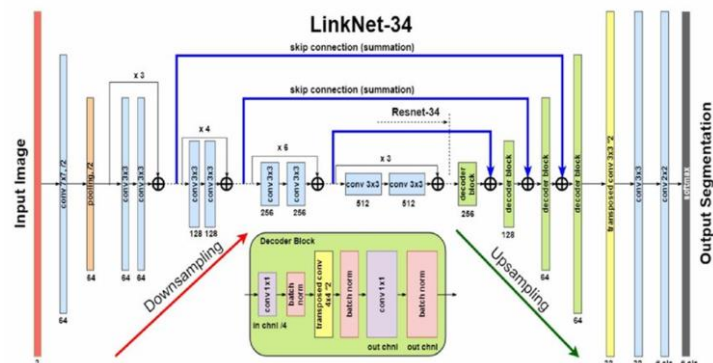 LinkNet-34
skip connection (summation)
x 3
skip connection (summation)
x 4
Resnet-34
x 6
x 3
Input Image
conv 7x7, /2
pooling, /2
conv 3x3
conv 3x3
conv 3x3
conv 3x3
conv 3x3
conv 3x3
conv 3x3
conv 3x3
decoder block
decoder block
decoder block
decoder block
transposed conv 3x3 *2
conv 3x3
conv 2x2
softmax
Output Segmentation
64
64
64
64
128
128
256
256
512
512
256
128
64
64
Downsampling
Upsampling
Decoder Block
conv 1x1
batch norm
transposed conv 4x4 *2
batch norm
conv 1x1
batch norm
in chnl /4
out chnl
out chnl